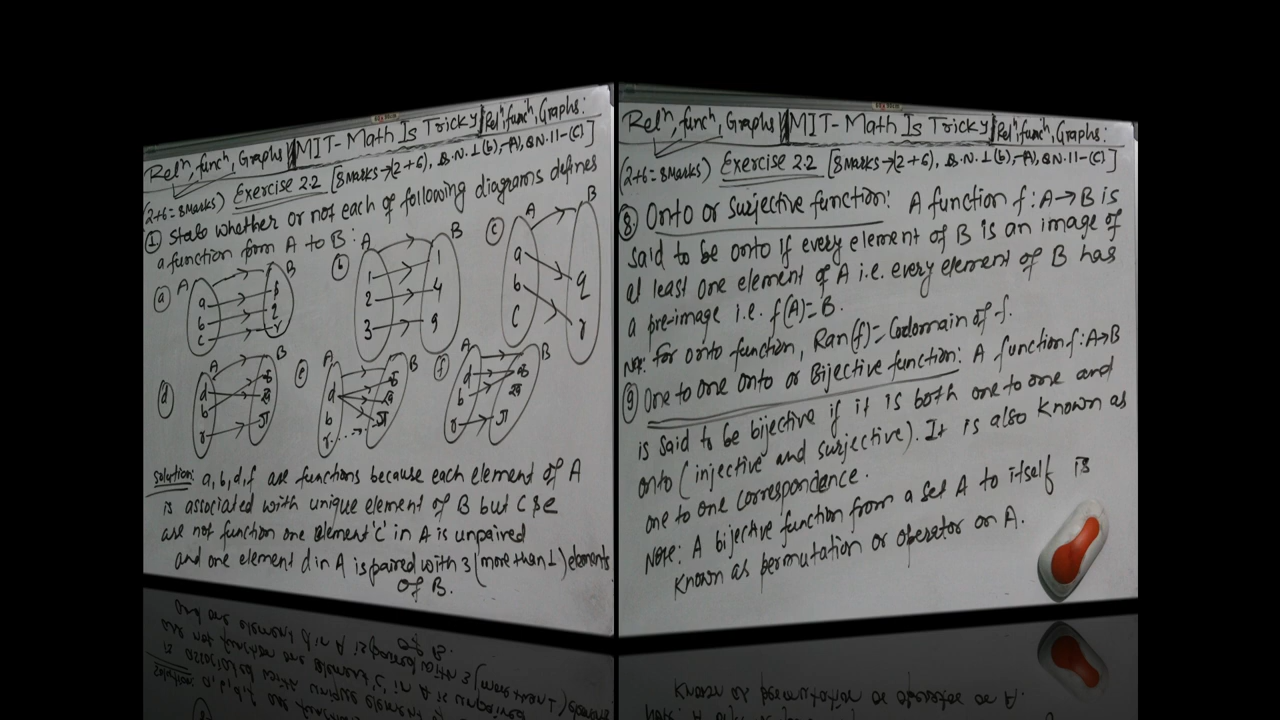 Relⁿ, funcⁿ, Graphs MIT-Math Is Tricky Relⁿ, funcⁿ, Graphs:
(2+6=8Marks) Exercise 2.2 [8Marks→(2+6), B.N.1(b),-(A), QN.11-(C)]
① State whether or not each of following diagrams defines
a function form A to B:
(a) A B
a p
b q
c r
(b) A B
1 1
2 4
3 9
(c) A B
a
b q
c r
(d) A B
d
b
r
(e) A B
d
b
r
(f) A B
d
b
r
Solution: a,b,d,f are functions because each element of A
is associated with unique element of B but C & e
are not function one element 'c' in A is unpaired
and one element d in A is paired with 3 (more than 1) elements
of B.
Relⁿ, funcⁿ, Graphs MIT-Math Is Tricky Relⁿ, funcⁿ, Graphs:
(2+6=8Marks) Exercise 2.2 [8Marks→(2+6), B.N.1(b),-(A), QN.11-(C)]
⑧ Onto or Surjective function: A function f: A→B is
said to be onto if every element of B is an image of
at least one element of A i.e. every element of B has
a pre-image i.e. f(A)=B.
Note: For onto function, Ran(f)= Codomain of f.
⑨ One to one onto or Bijective function: A function f: A→B
is said to be bijective if it is both one to one and
onto (injective and surjective). It is also known as
one to one correspondence.
Note: A bijective function from a set A to itself is
known as permutation or operator on A.